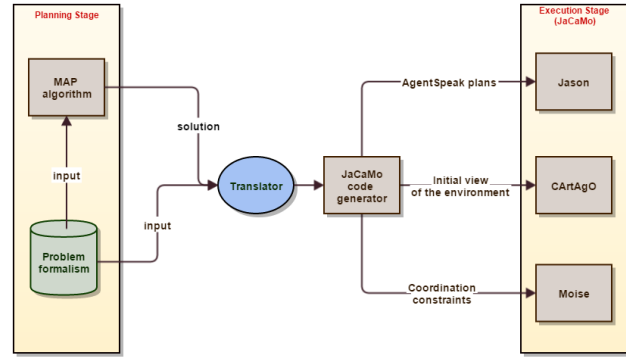 Planning Stage
Execution Stage
(JaCaMo)
MAP
algorithm
AgentSpeak plans
Jason
solution
input
Translator
JaCaMo
code
generator
Initial view
of the environment
CArtAgO
input
Problem
formalism
Coordination
constraints
Moise